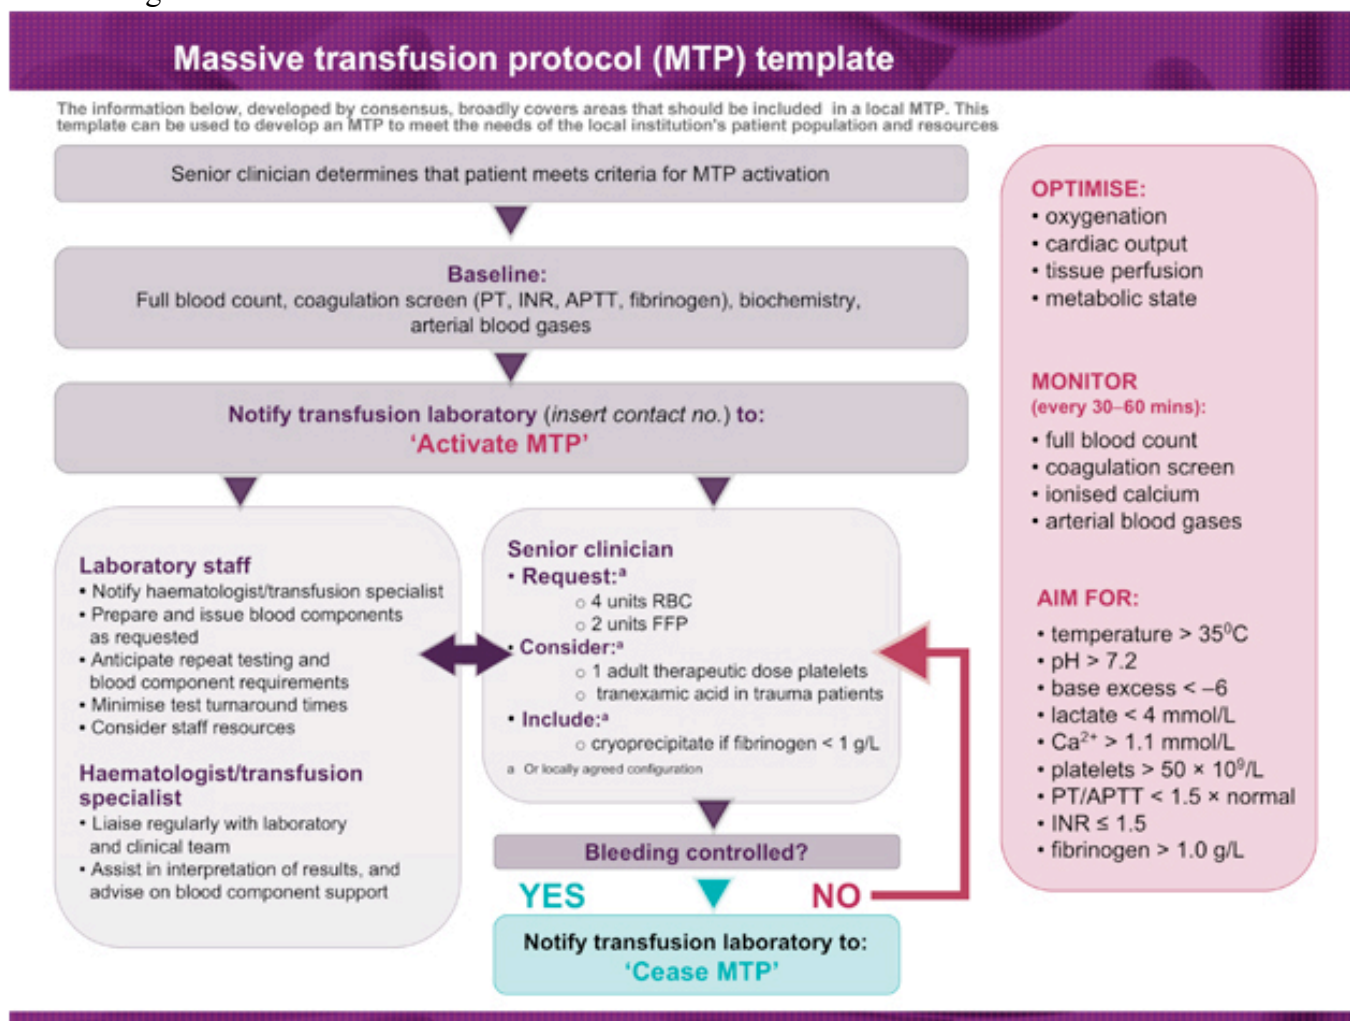 Massive transfusion protocol (MTP) template
The information below, developed by consensus, broadly covers areas that should be included in a local MTP. This
template can be used to develop an MTP to meet the needs of the local institution's patient population and resources
Senior clinician determines that patient meets criteria for MTP activation
Baseline:
Full blood count, coagulation screen (PT, INR, APTT, fibrinogen), biochemistry,
arterial blood gases
Notify transfusion laboratory (insert contact no.) to:
‘Activate MTP’
Laboratory staff
• Notify haematologist/transfusion specialist
• Prepare and issue blood components
as requested
• Anticipate repeat testing and
blood component requirements
• Minimise test turnaround times
• Consider staff resources
Haematologist/transfusion
specialist
• Liaise regularly with laboratory
and clinical team
• Assist in interpretation of results, and
advise on blood component support
Senior clinician
• Request:ᵃ
○ 4 units RBC
○ 2 units FFP
• Consider:ᵃ
○ 1 adult therapeutic dose platelets
○ tranexamic acid in trauma patients
• Include:ᵃ
○ cryoprecipitate if fibrinogen < 1 g/L
a Or locally agreed configuration
Bleeding controlled?
YES
NO
Notify transfusion laboratory to:
‘Cease MTP’
OPTIMISE:
• oxygenation
• cardiac output
• tissue perfusion
• metabolic state
MONITOR
(every 30–60 mins):
• full blood count
• coagulation screen
• ionised calcium
• arterial blood gases
AIM FOR:
• temperature > 35⁰C
• pH > 7.2
• base excess < –6
• lactate < 4 mmol/L
• Ca²⁺ > 1.1 mmol/L
• platelets > 50 × 10⁹/L
• PT/APTT < 1.5 × normal
• INR ≤ 1.5
• fibrinogen > 1.0 g/L